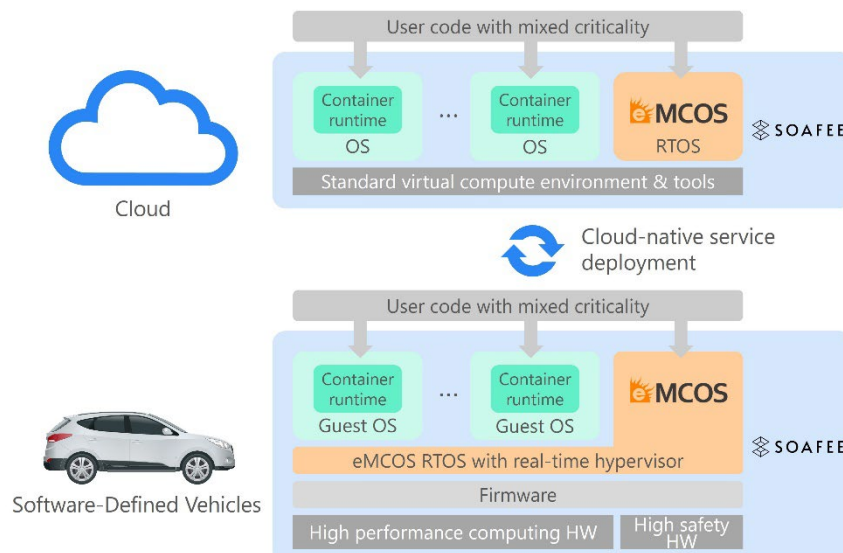 User code with mixed criticality
Container
runtime
OS
...
Container
runtime
OS
eMCOS
RTOS
SOAFEE
Standard virtual compute environment & tools
Cloud
Cloud-native service
deployment
User code with mixed criticality
Container
runtime
Guest OS
...
Container
runtime
Guest OS
eMCOS
eMCOS RTOS with real-time hypervisor
SOAFEE
Firmware
Software-Defined Vehicles
High performance computing HW
High safety
HW